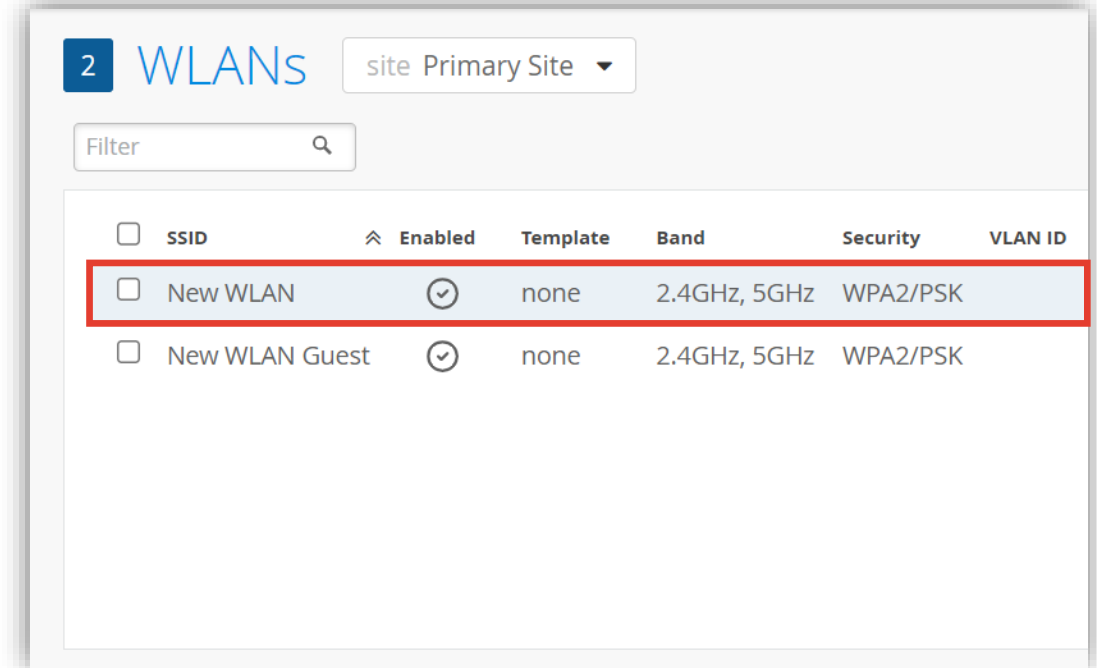 2 WLANs site Primary Site
Filter
SSID Enabled Template Band Security VLAN ID
New WLAN none 2.4GHz, 5GHz WPA2/PSK
New WLAN Guest none 2.4GHz, 5GHz WPA2/PSK